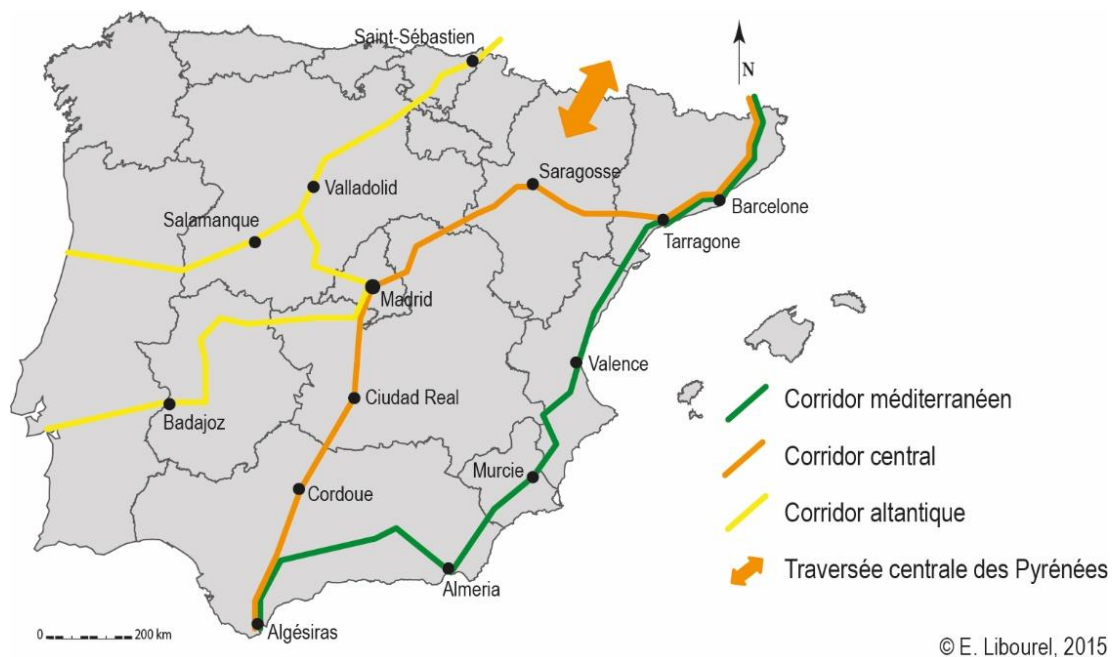 Saint-Sébastien
N
Saragosse
Valladolid
Barcelone
Salamanque
Tarragone
Madrid
Valence
Ciudad Real
Corridor méditerranéen
Badajoz
Corridor central
Murcie
Cordoue
Corridor altantique
Traversée centrale des Pyrénées
Almeria
Algésiras
0 200 km
© E. Libourel, 2015